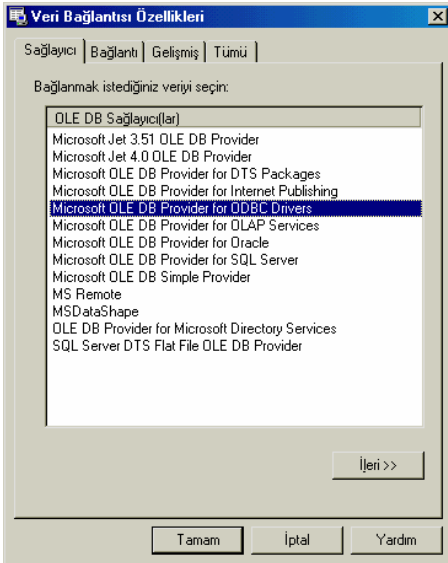 Veri Bağlantısı Özellikleri
Sağlayıcı Bağlantı Gelişmiş Tümü
Bağlanmak istediğiniz veriyi seçin:
OLE DB Sağlayıcı(lar)
Microsoft Jet 3.51 OLE DB Provider
Microsoft Jet 4.0 OLE DB Provider
Microsoft OLE DB Provider for DTS Packages
Microsoft OLE DB Provider for Internet Publishing
Microsoft OLE DB Provider for ODBC Drivers
Microsoft OLE DB Provider for OLAP Services
Microsoft OLE DB Provider for Oracle
Microsoft OLE DB Provider for SQL Server
Microsoft OLE DB Simple Provider
MS Remote
MSDataShape
OLE DB Provider for Microsoft Directory Services
SQL Server DTS Flat File OLE DB Provider
İleri >>
Tamam İptal Yardım